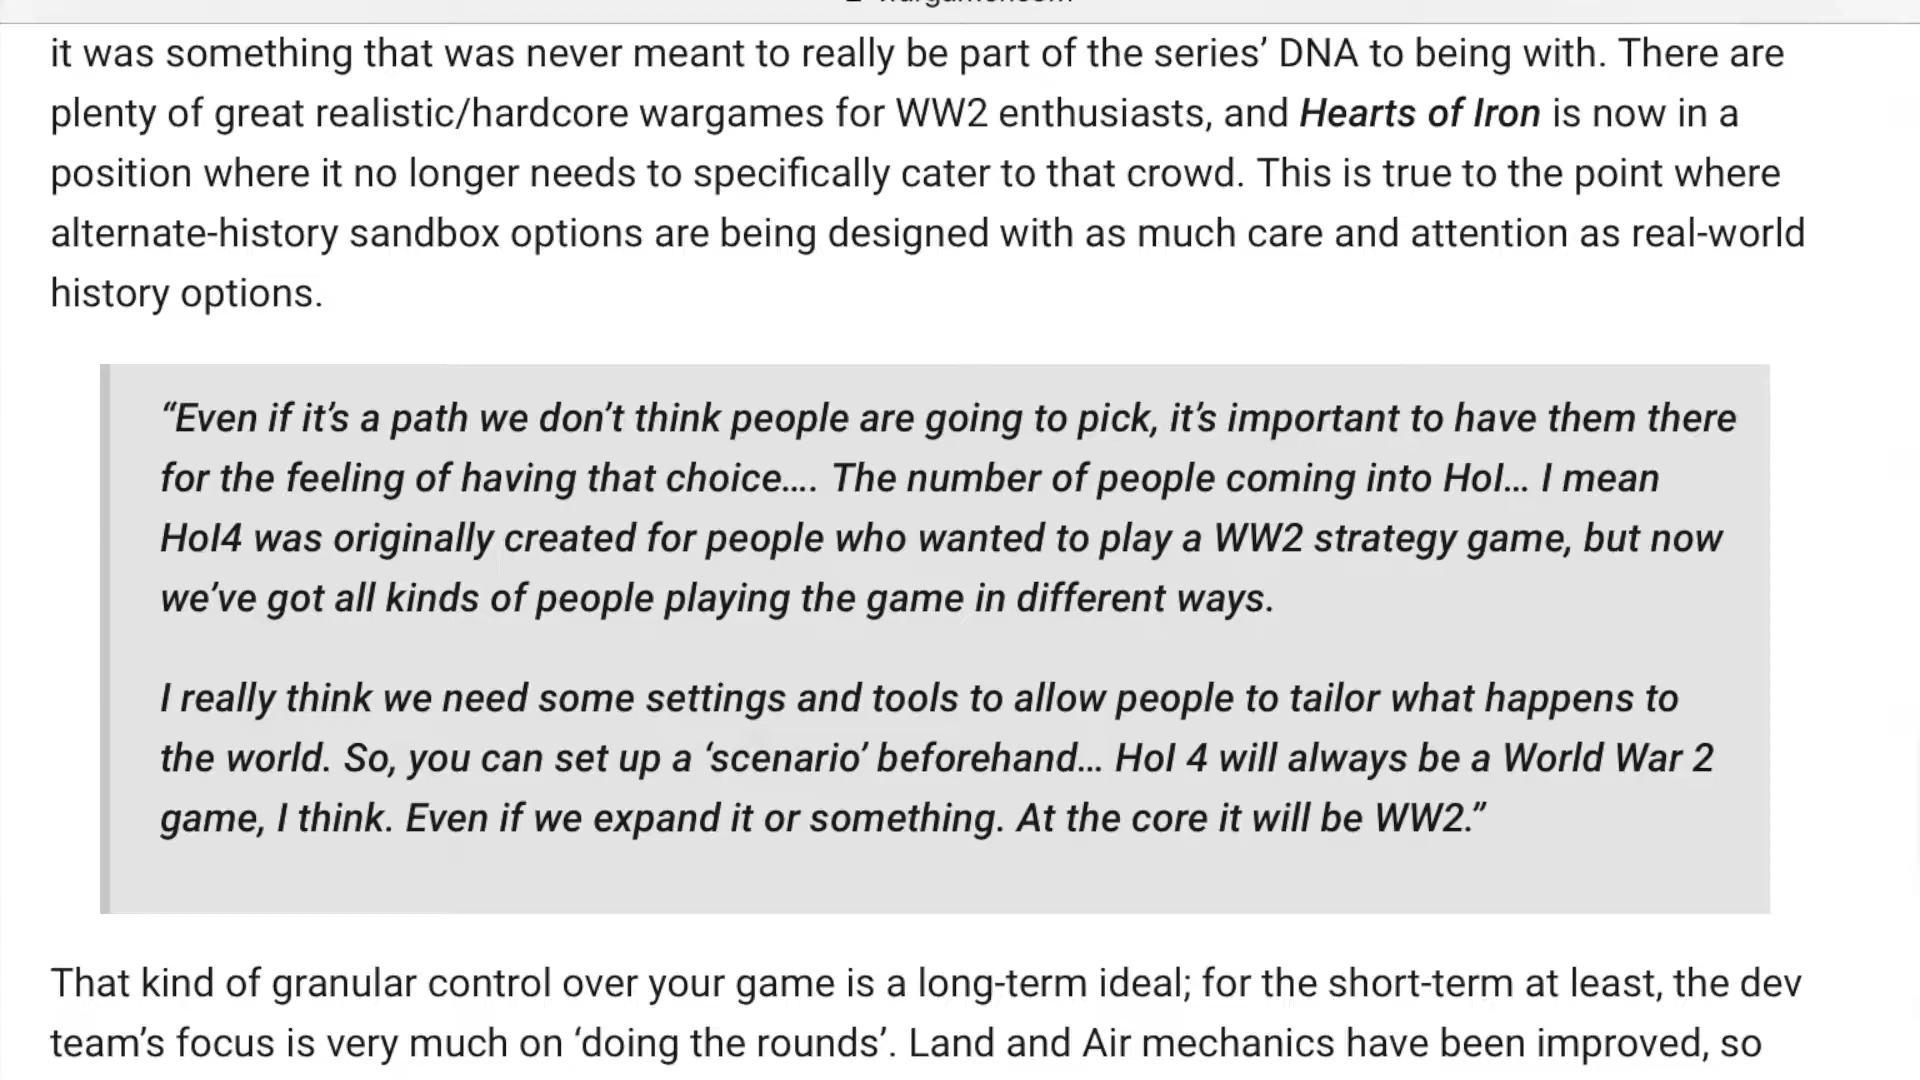 it was something that was never meant to really be part of the series’ DNA to being with. There are
plenty of great realistic/hardcore wargames for WW2 enthusiasts, and Hearts of Iron is now in a
position where it no longer needs to specifically cater to that crowd. This is true to the point where
alternate-history sandbox options are being designed with as much care and attention as real-world
history options.
“Even if it’s a path we don’t think people are going to pick, it’s important to have them there
for the feeling of having that choice.... The number of people coming into HoI... I mean
HoI4 was originally created for people who wanted to play a WW2 strategy game, but now
we’ve got all kinds of people playing the game in different ways.
I really think we need some settings and tools to allow people to tailor what happens to
the world. So, you can set up a ‘scenario’ beforehand... HoI 4 will always be a World War 2
game, I think. Even if we expand it or something. At the core it will be WW2.”
That kind of granular control over your game is a long-term ideal; for the short-term at least, the dev
team’s focus is very much on ‘doing the rounds’. Land and Air mechanics have been improved, so